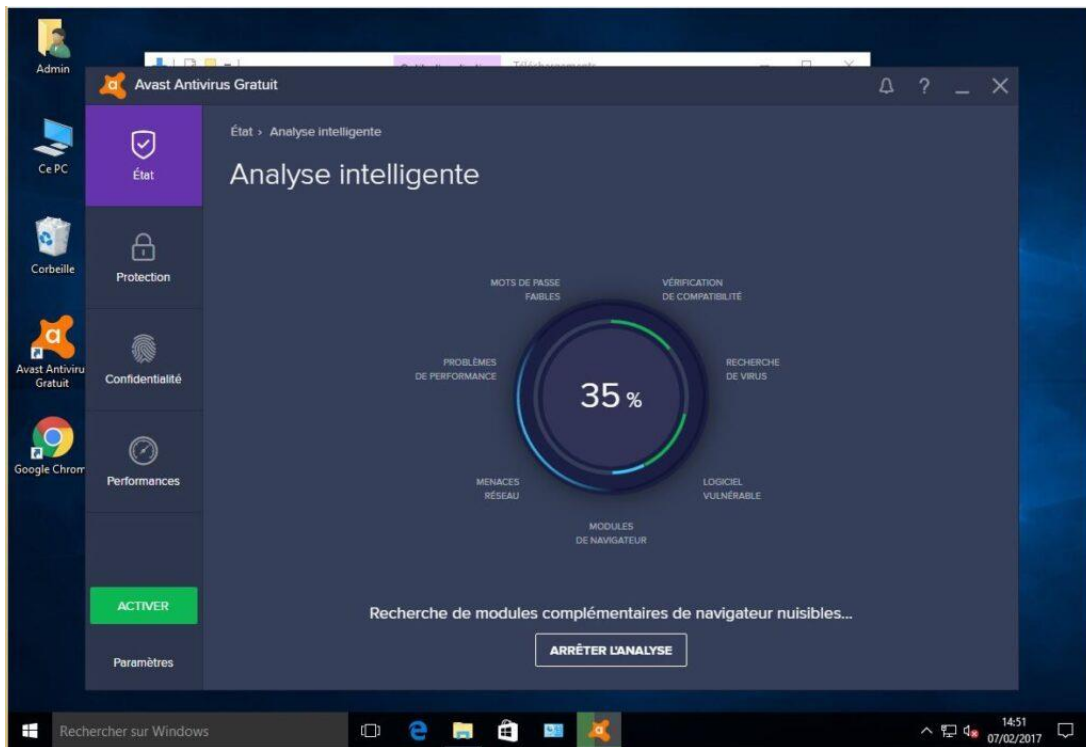 Admin
Ce PC
Corbeille
Avast Antiviru
Gratuit
Google Chrom
Téléchargements
Avast Antivirus Gratuit
?
État
Protection
Confidentialité
Performances
ACTIVER
Paramètres
État › Analyse intelligente
Analyse intelligente
MOTS DE PASSE
FAIBLES
VÉRIFICATION
DE COMPATIBILITÉ
PROBLÈMES
DE PERFORMANCE
RECHERCHE
DE VIRUS
35 %
MENACES
RÉSEAU
LOGICIEL
VULNÉRABLE
MODULES
DE NAVIGATEUR
Recherche de modules complémentaires de navigateur nuisibles...
ARRÊTER L'ANALYSE
Rechercher sur Windows
14:51
07/02/2017